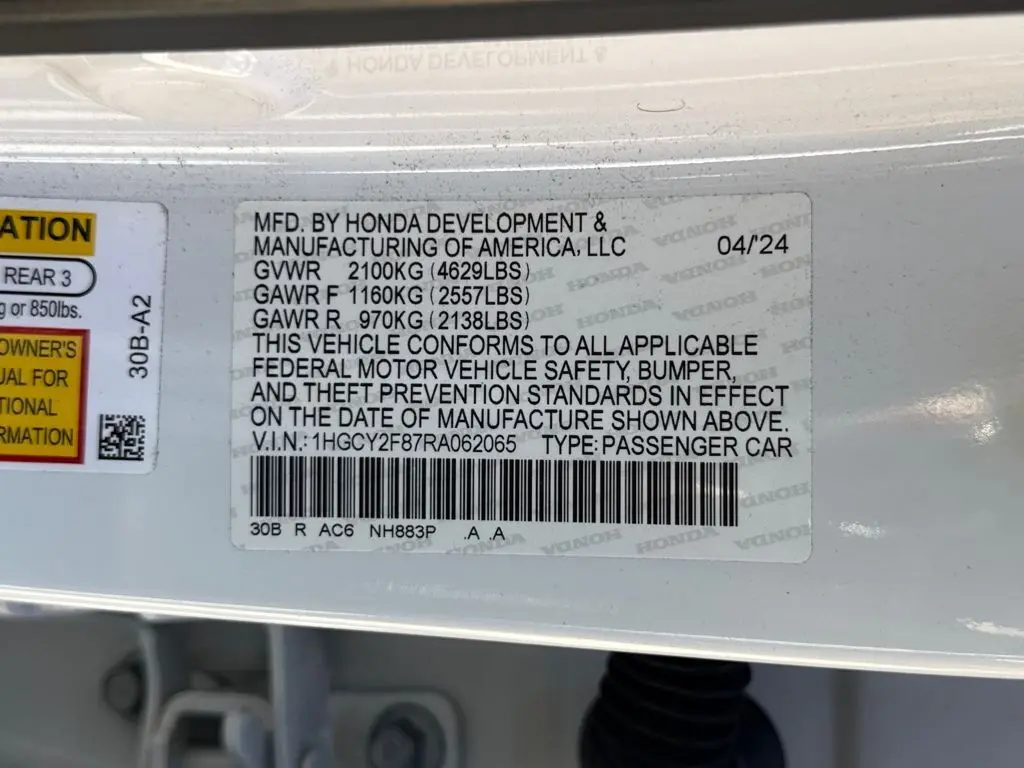 ATION
REAR 3
g or 850lbs.
OWNER'S
UAL FOR
TIONAL
RMATION
30B-A2
MFD. BY HONDA DEVELOPMENT &
MANUFACTURING OF AMERICA, LLC 04/'24
GVWR 2100KG (4629LBS)
GAWR F 1160KG (2557LBS)
GAWR R 970KG (2138LBS)
THIS VEHICLE CONFORMS TO ALL APPLICABLE
FEDERAL MOTOR VEHICLE SAFETY, BUMPER,
AND THEFT PREVENTION STANDARDS IN EFFECT
ON THE DATE OF MANUFACTURE SHOWN ABOVE.
V.I.N.: 1HGCY2F87RA062065 TYPE: PASSENGER CAR
30B R AC6 NH883P .A .A